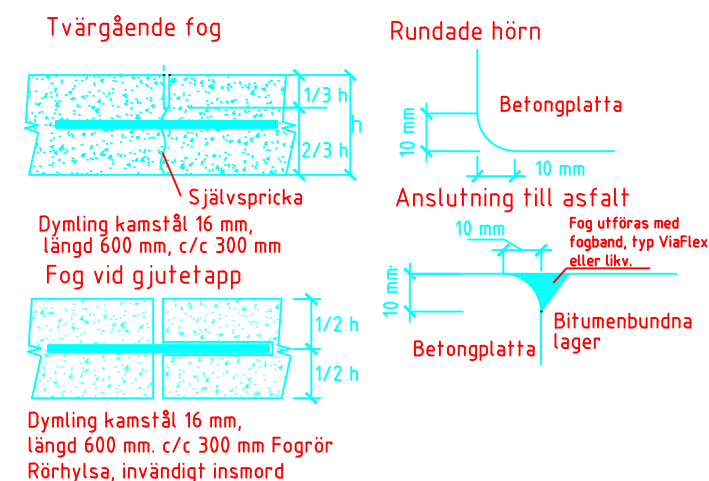 Tvärgående fog
1/3 h
h
2/3 h
Självspricka
Dymling kamstål 16 mm,
längd 600 mm, c/c 300 mm
Fog vid gjutetapp
1/2 h
1/2 h
Dymling kamstål 16 mm,
längd 600 mm. c/c 300 mm Fogrör
Rörhylsa, invändigt insmord
Rundade hörn
Betongplatta
10 mm
10 mm
Anslutning till asfalt
10 mm
Fog utföras med
fogband, typ ViaFlex
eller likv.
10 mm
Bitumenbundna
lager
Betongplatta